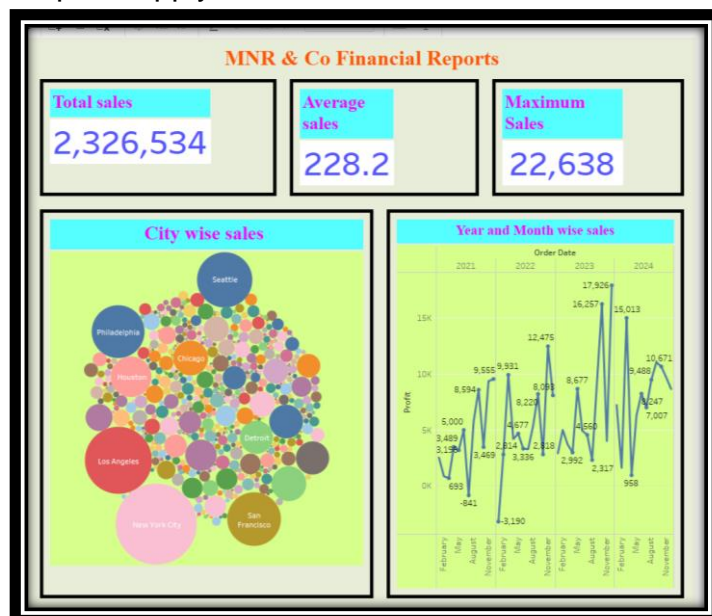 MNR & Co Financial Reports
Total sales
2,326,534
Average
sales
228.2
Maximum
Sales
22,638
City wise sales
Seattle
Philadelphia
Chicago
Houston
Detroit
Los Angeles
New York City
San
Francisco
Year and Month wise sales
Order Date
2021 2022 2023 2024
Profit
15K
10K
5K
0K
17,926
16,257
15,013
12,475
10,671
9,555
9,931
9,488
8,594
8,677
8,220
8,093
7,007
5,000
4,677
4,560
3,489
3,469
3,336
2,814
2,818
2,992
2,317
693
958
-841
-3,190
February
May
August
November
February
May
August
November
February
May
August
November
February
May
August
November